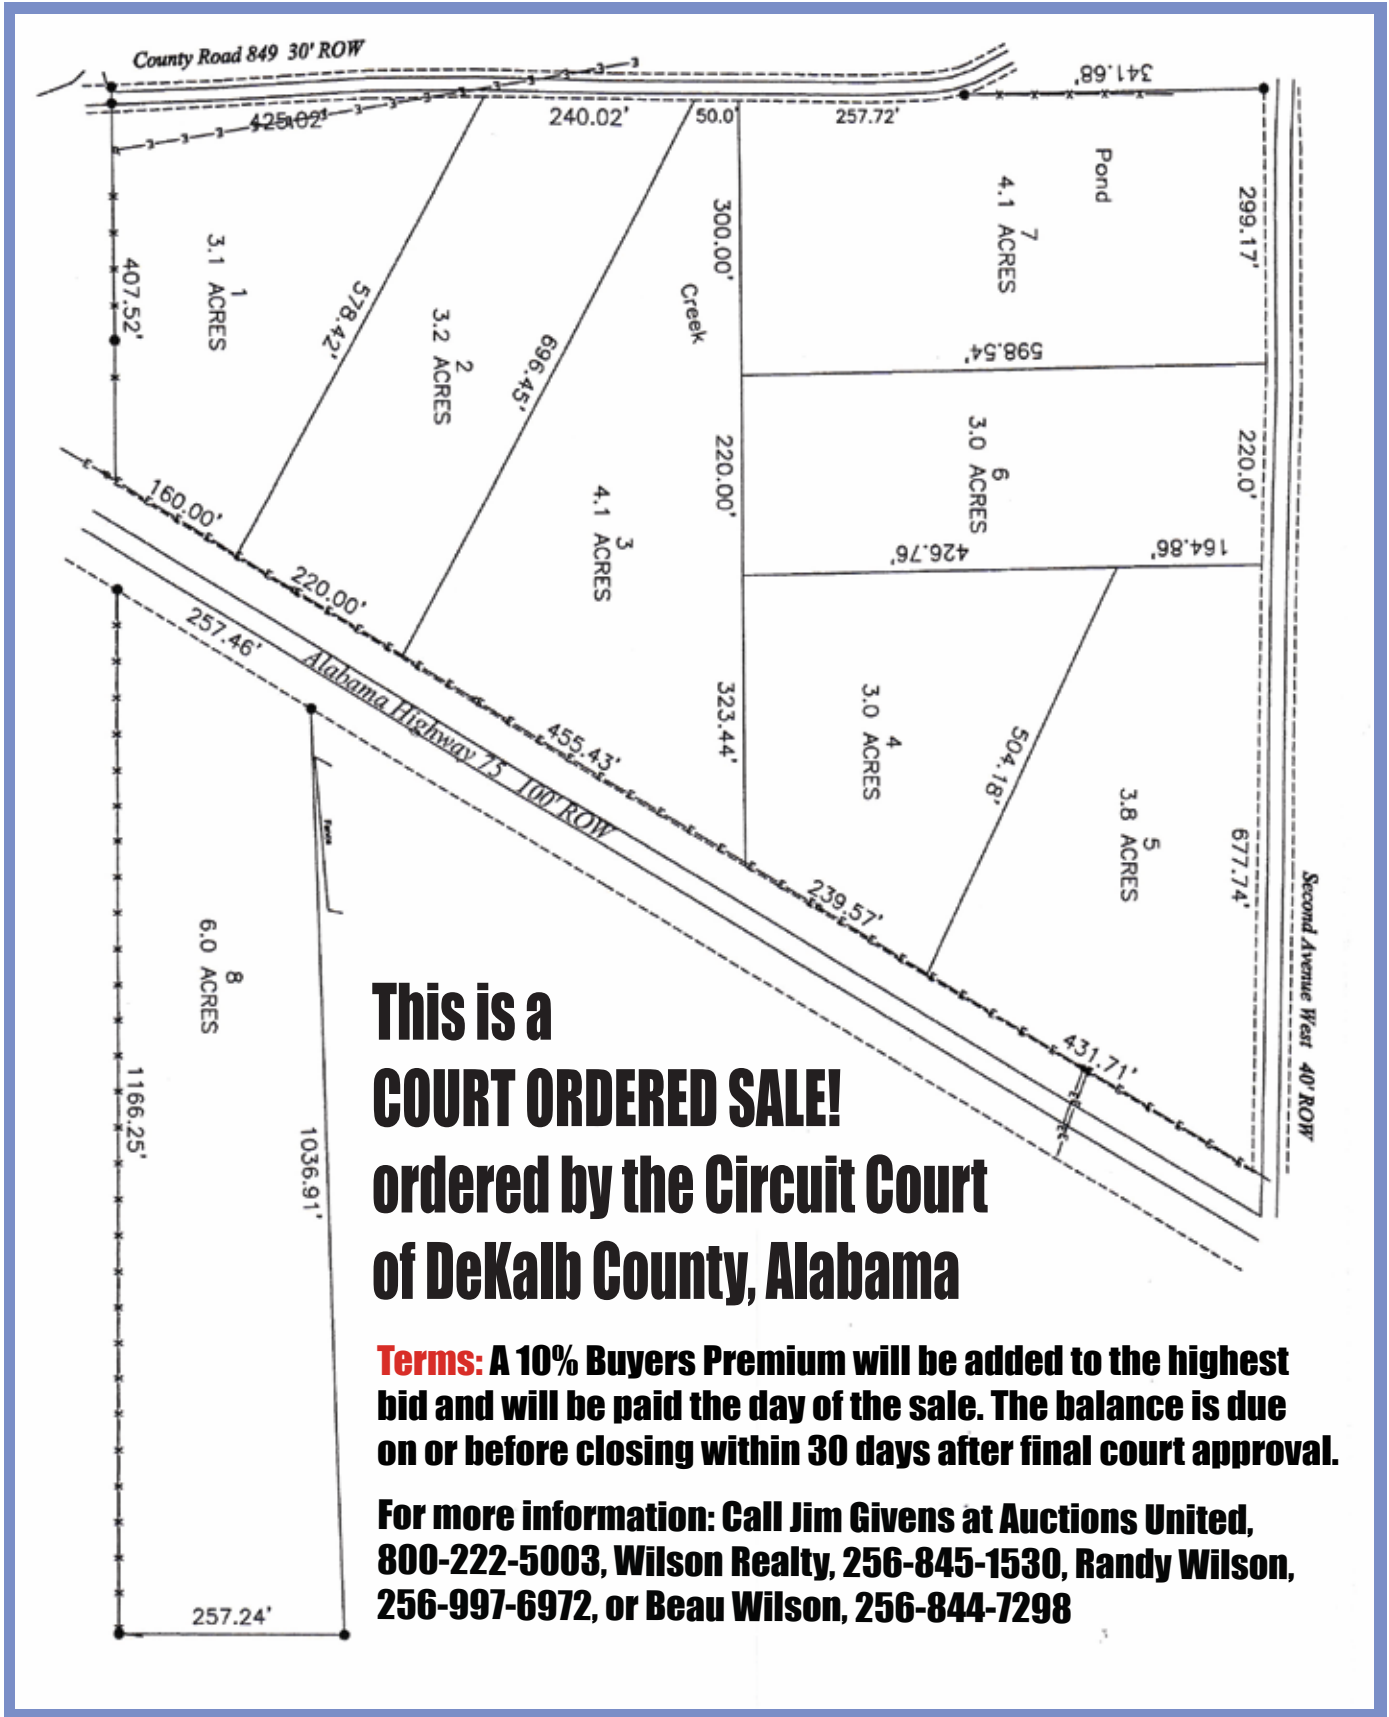 County Road 849 30' ROW
425.02'
240.02'
50.0'
257.72'
341.68'
Pond
7
4.1 ACRES
299.17'
300.00'
Creek
1
3.1 ACRES
407.52'
578.42'
2
3.2 ACRES
696.45'
598.54'
6
3.0 ACRES
220.0'
220.00'
3
4.1 ACRES
426.76'
164.86'
160.00'
220.00'
257.46'
Alabama Highway 75 100' ROW
455.43'
323.44'
4
3.0 ACRES
504.18'
5
3.8 ACRES
677.74'
Second Avenue West 40' ROW
239.57'
431.71'
Fence
8
6.0 ACRES
1166.25'
1036.91'
257.24'
This is a
COURT ORDERED SALE!
ordered by the Circuit Court
of DeKalb County, Alabama
Terms: A 10% Buyers Premium will be added to the highest
bid and will be paid the day of the sale. The balance is due
on or before closing within 30 days after final court approval.
For more information: Call Jim Givens at Auctions United,
800-222-5003, Wilson Realty, 256-845-1530, Randy Wilson,
256-997-6972, or Beau Wilson, 256-844-7298